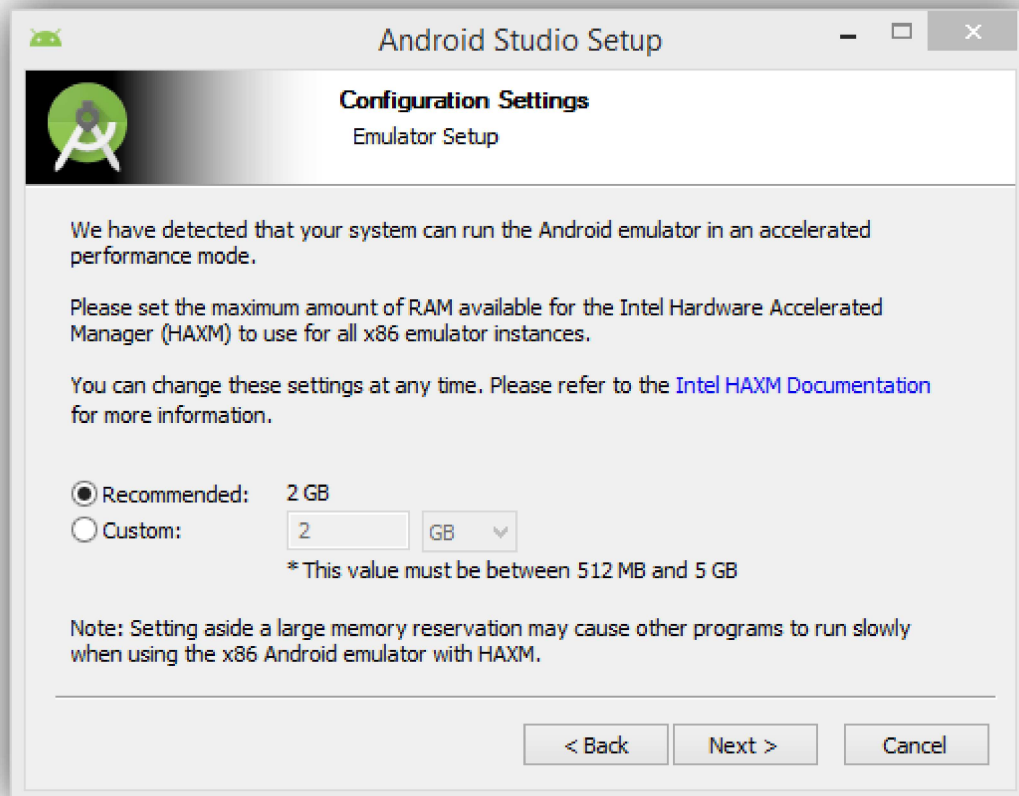 Android Studio Setup
Configuration Settings
Emulator Setup
We have detected that your system can run the Android emulator in an accelerated
performance mode.
Please set the maximum amount of RAM available for the Intel Hardware Accelerated
Manager (HAXM) to use for all x86 emulator instances.
You can change these settings at any time. Please refer to the Intel HAXM Documentation
for more information.
Recommended: 2 GB
Custom: 2 GB
* This value must be between 512 MB and 5 GB
Note: Setting aside a large memory reservation may cause other programs to run slowly
when using the x86 Android emulator with HAXM.
< Back Next > Cancel